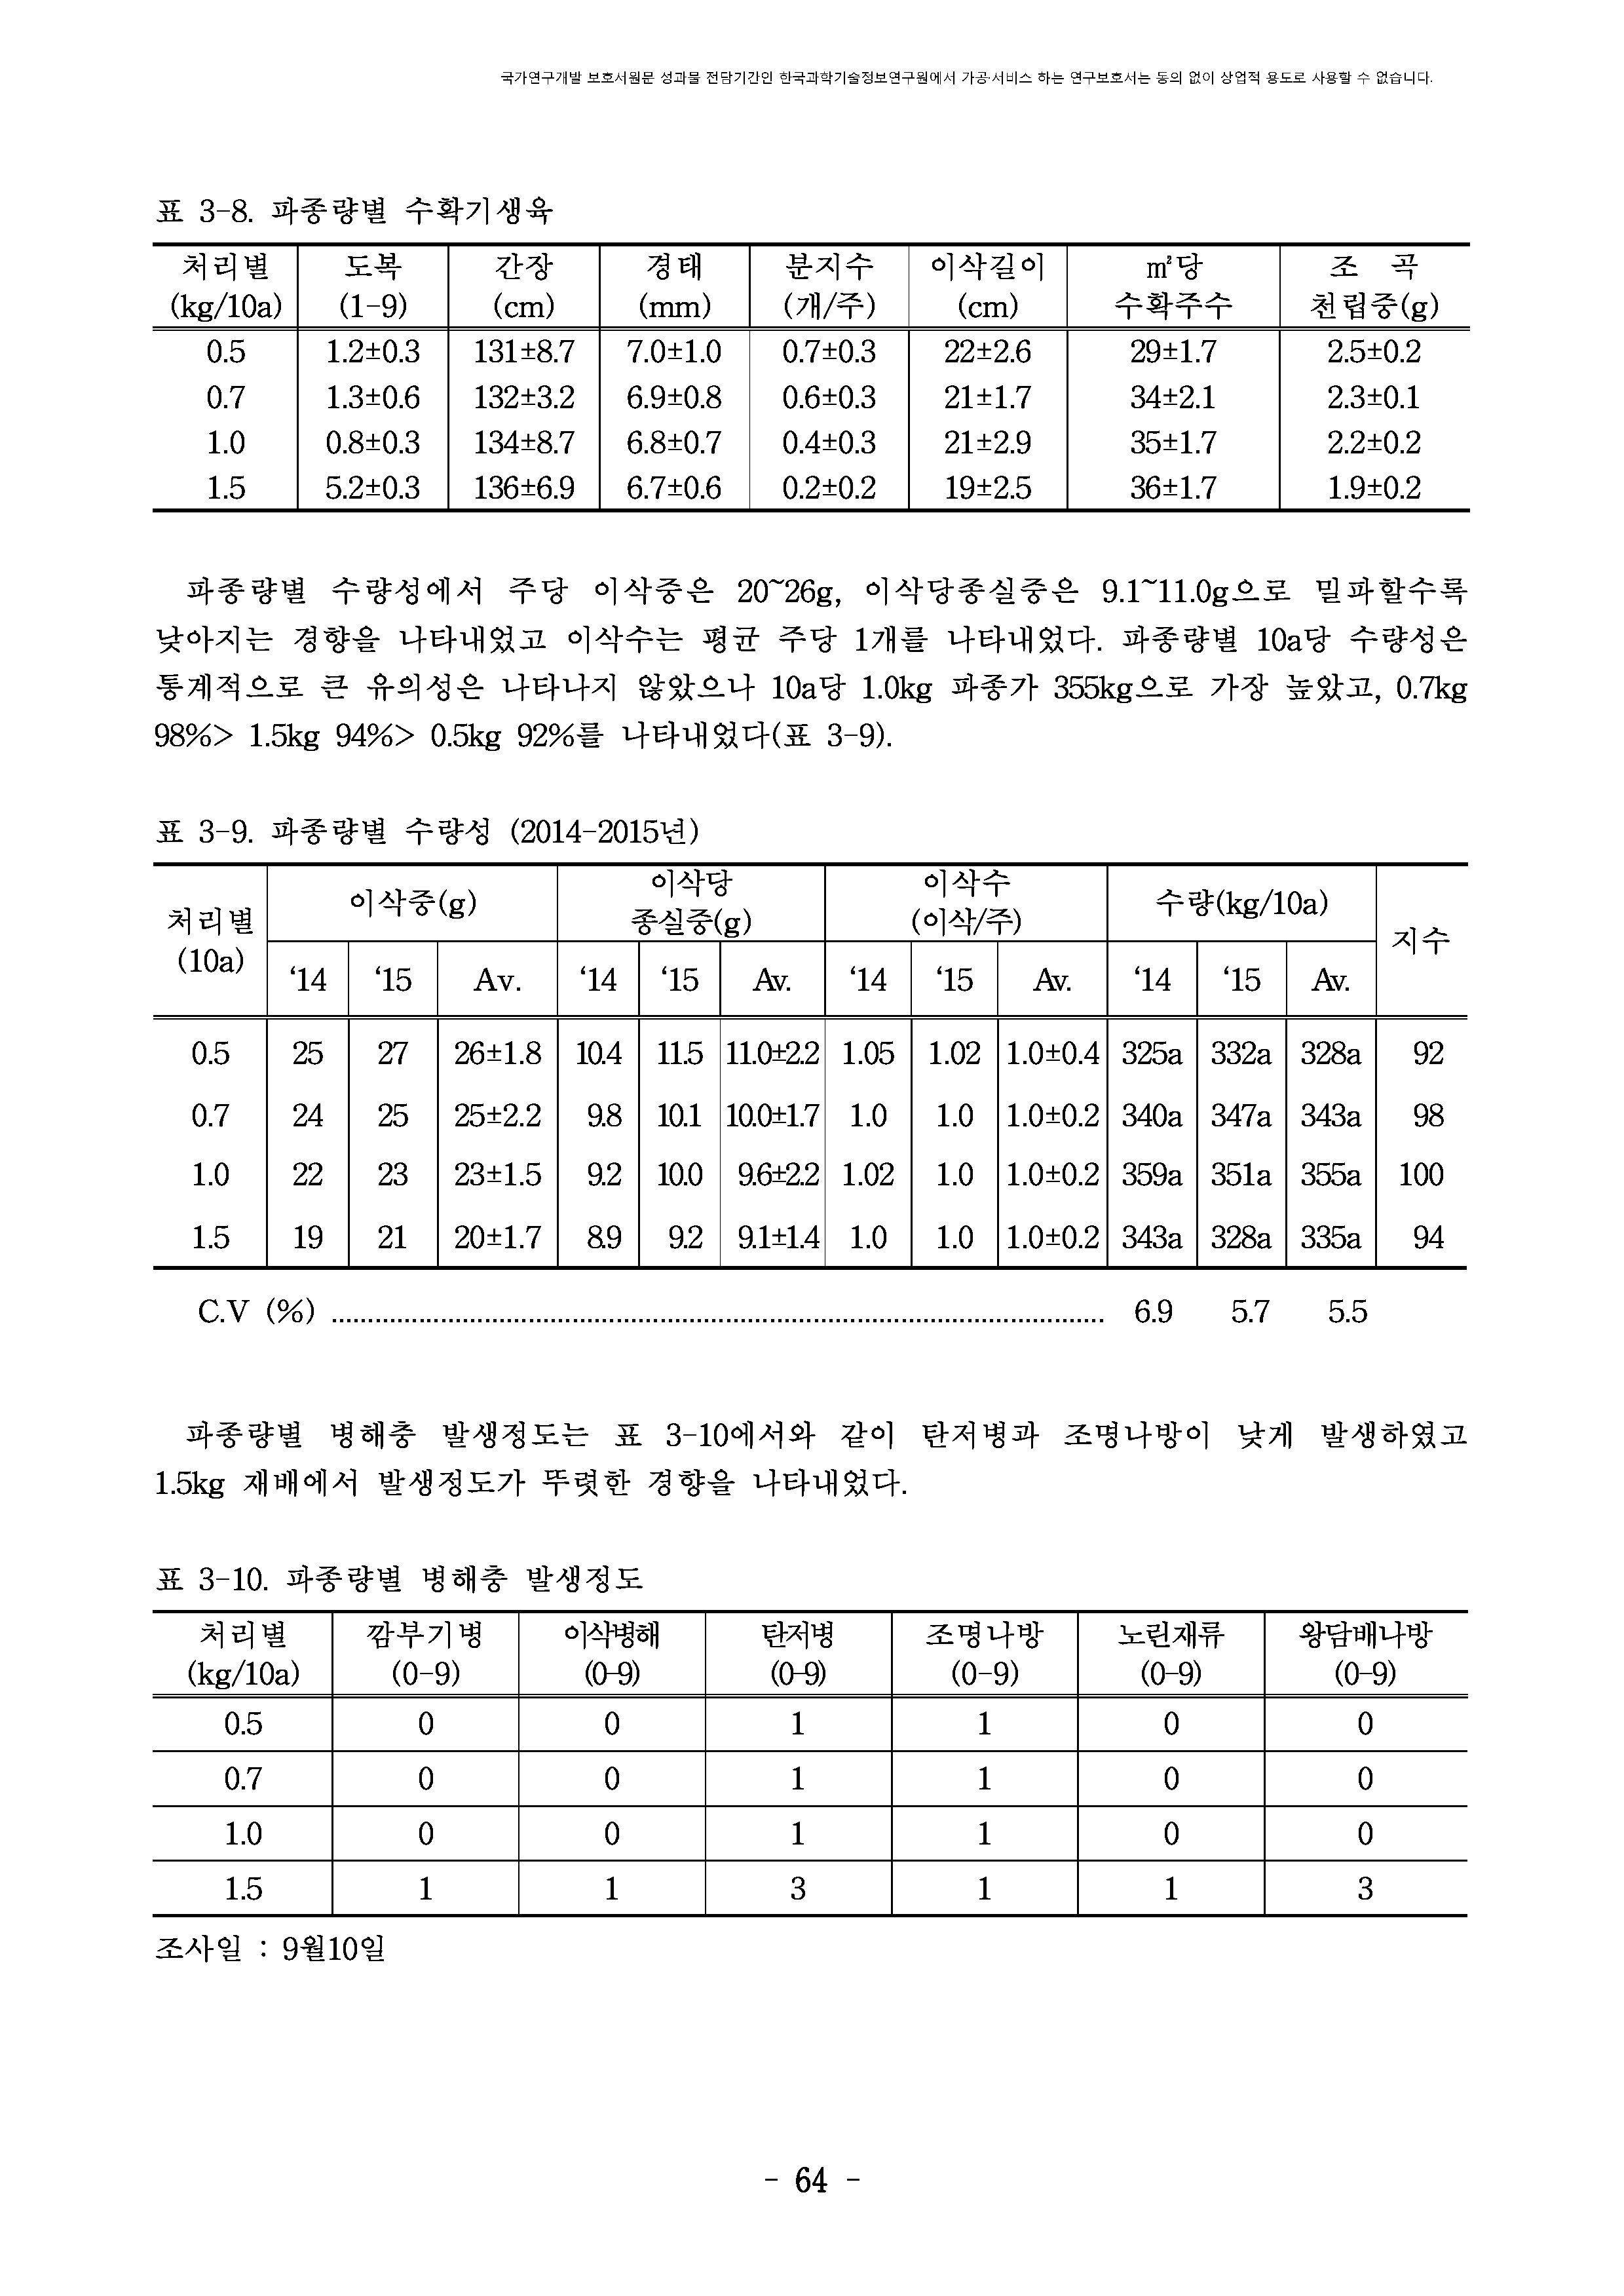 국가연구개발 보호서원문 성과물 전담기간인 한국과학기술정보연구원에서 가공·서비스 하는 연구보호서는 동의 없이 상업적 용도로 사용할 수 없습니다.
표 3-8. 파종량별 수확기생육
처리별 도복 간장 경태 분지수 이삭길이 ㎡당 조 곡
(kg/10a) (1-9) (cm) (mm) (개/주) (cm) 수확주수 천립중(g)
0.5 1.2±0.3 131±8.7 7.0±1.0 0.7±0.3 22±2.6 29±1.7 2.5±0.2
0.7 1.3±0.6 132±3.2 6.9±0.8 0.6±0.3 21±1.7 34±2.1 2.3±0.1
1.0 0.8±0.3 134±8.7 6.8±0.7 0.4±0.3 21±2.9 35±1.7 2.2±0.2
1.5 5.2±0.3 136±6.9 6.7±0.6 0.2±0.2 19±2.5 36±1.7 1.9±0.2
파종량별 수량성에서 주당 이삭중은 20~26g, 이삭당종실중은 9.1~11.0g으로 밀파할수록
낮아지는 경향을 나타내었고 이삭수는 평균 주당 1개를 나타내었다. 파종량별 10a당 수량성은
통계적으로 큰 유의성은 나타나지 않았으나 10a당 1.0kg 파종가 355kg으로 가장 높았고, 0.7kg
98%> 1.5kg 94%> 0.5kg 92%를 나타내었다(표 3-9).
표 3-9. 파종량별 수량성 (2014-2015년)
처리별 (10a) 이삭중(g) 이삭당 종실중(g) 이삭수 (이삭/주) 수량(kg/10a) 지수
‘14 ‘15 Av. ‘14 ‘15 Av. ‘14 ‘15 Av. ‘14 ‘15 Av.
0.5 25 27 26±1.8 10.4 11.5 11.0±2.2 1.05 1.02 1.0±0.4 325a 332a 328a 92
0.7 24 25 25±2.2 9.8 10.1 10.0±1.7 1.0 1.0 1.0±0.2 340a 347a 343a 98
1.0 22 23 23±1.5 9.2 10.0 9.6±2.2 1.02 1.0 1.0±0.2 359a 351a 355a 100
1.5 19 21 20±1.7 8.9 9.2 9.1±1.4 1.0 1.0 1.0±0.2 343a 328a 335a 94
C.V (%) ........................................................................................................ 6.9 5.7 5.5
파종량별 병해충 발생정도는 표 3-10에서와 같이 탄저병과 조명나방이 낮게 발생하였고
1.5kg 재배에서 발생정도가 뚜렷한 경향을 나타내었다.
표 3-10. 파종량별 병해충 발생정도
처리별 깜부기병 이삭병해 탄저병 조명나방 노린재류 왕담배나방
(kg/10a) (0-9) (0-9) (0-9) (0-9) (0-9) (0-9)
0.5 0 0 1 1 0 0
0.7 0 0 1 1 0 0
1.0 0 0 1 1 0 0
1.5 1 1 3 1 1 3
조사일 : 9월10일
- 64 -